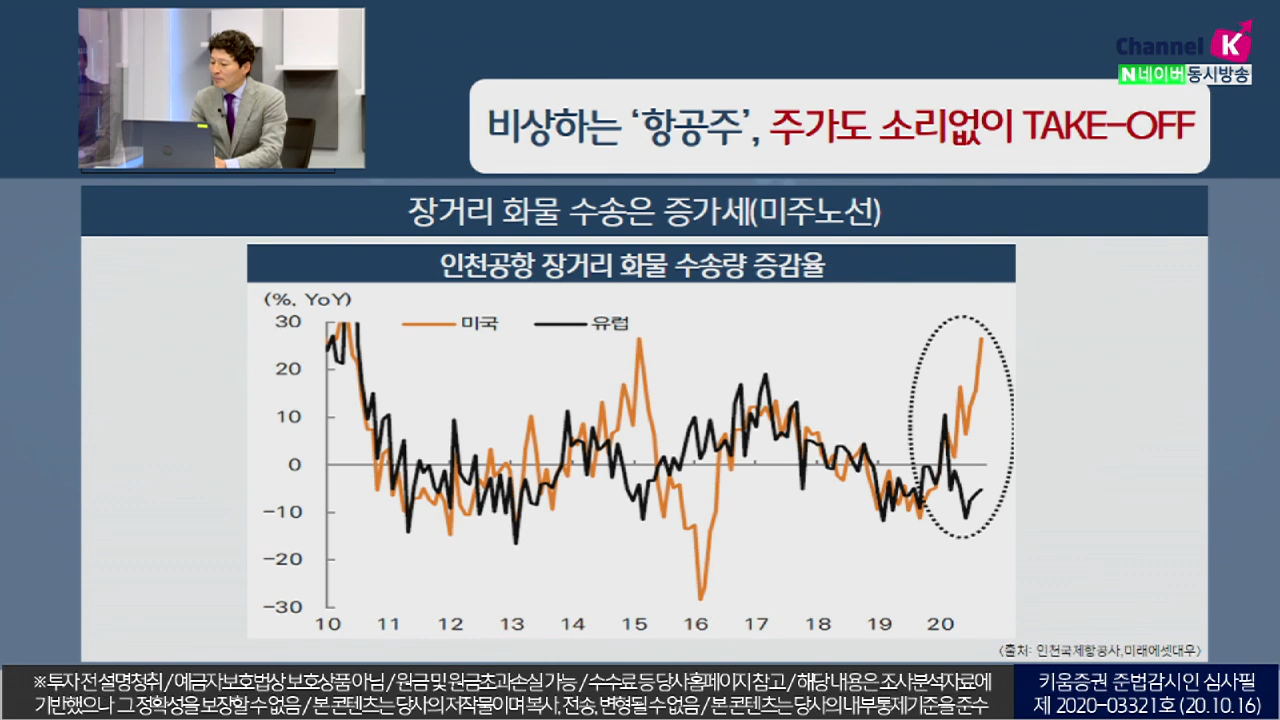 Channel K
N네이버 동시방송
비상하는 ‘항공주’, 주가도 소리없이 TAKE-OFF
장거리 화물 수송은 증가세(미주노선)
인천공항 장거리 화물 수송량 증감율
(%, YoY)
미국 유럽
30
20
10
0
-10
-20
-30
10 11 12 13 14 15 16 17 18 19 20
<출처: 인천국제항공사,미래에셋대우>
※투자 전 설명청취 / 예금자보호법상 보호상품 아님 / 원금 및 원금초과손실 가능 / 수수료 등 당사홈페이지 참고 / 해당 내용은 조사분석자료에
기반했으나 그 정확성을 보장할 수 없음 / 본 콘텐츠는 당사의 저작물이며 복사, 전송, 변형될 수 없음 / 본 콘텐츠는 당사의 내부통제기준을 준수
키움증권 준법감시인 심사필
제 2020-03321호 (20.10.16)